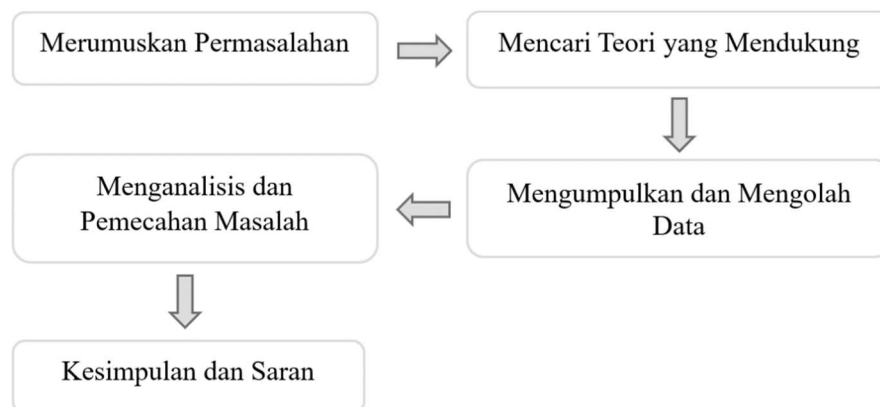 Merumuskan Permasalahan
Mencari Teori yang Mendukung
Mengumpulkan dan Mengolah
Data
Menganalisis dan
Pemecahan Masalah
Kesimpulan dan Saran